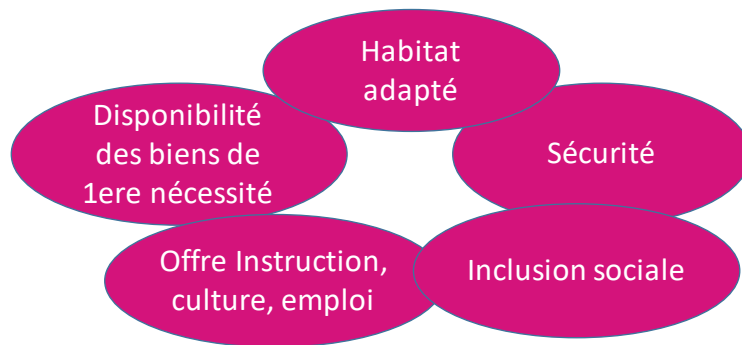 Habitat
adapté
Disponibilité
des biens de
1ere nécessité
Sécurité
Offre Instruction,
culture, emploi
Inclusion sociale